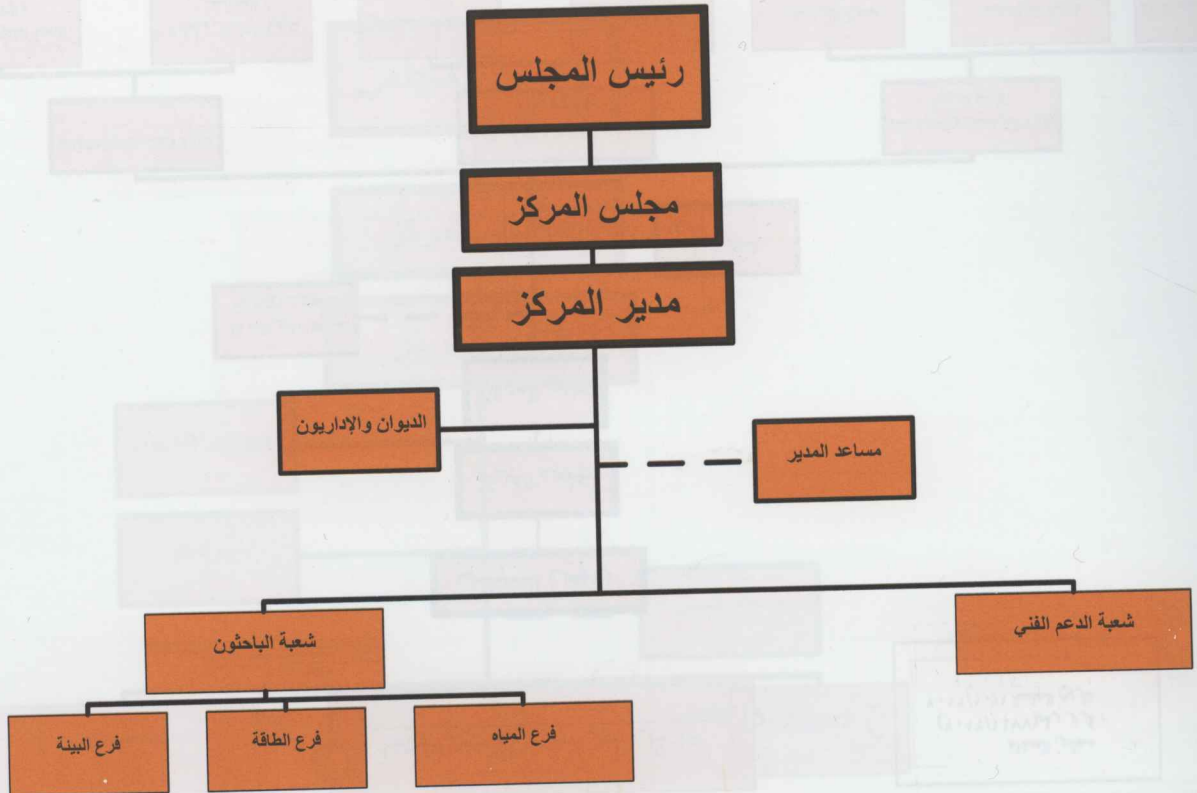 رئيس المجلس
مجلس المركز
مدير المركز
الديوان والإداريون
مساعد المدير
شعبة الدعم الفني
شعبة الباحثون
فرع المياه
فرع الطاقة
فرع البيئة